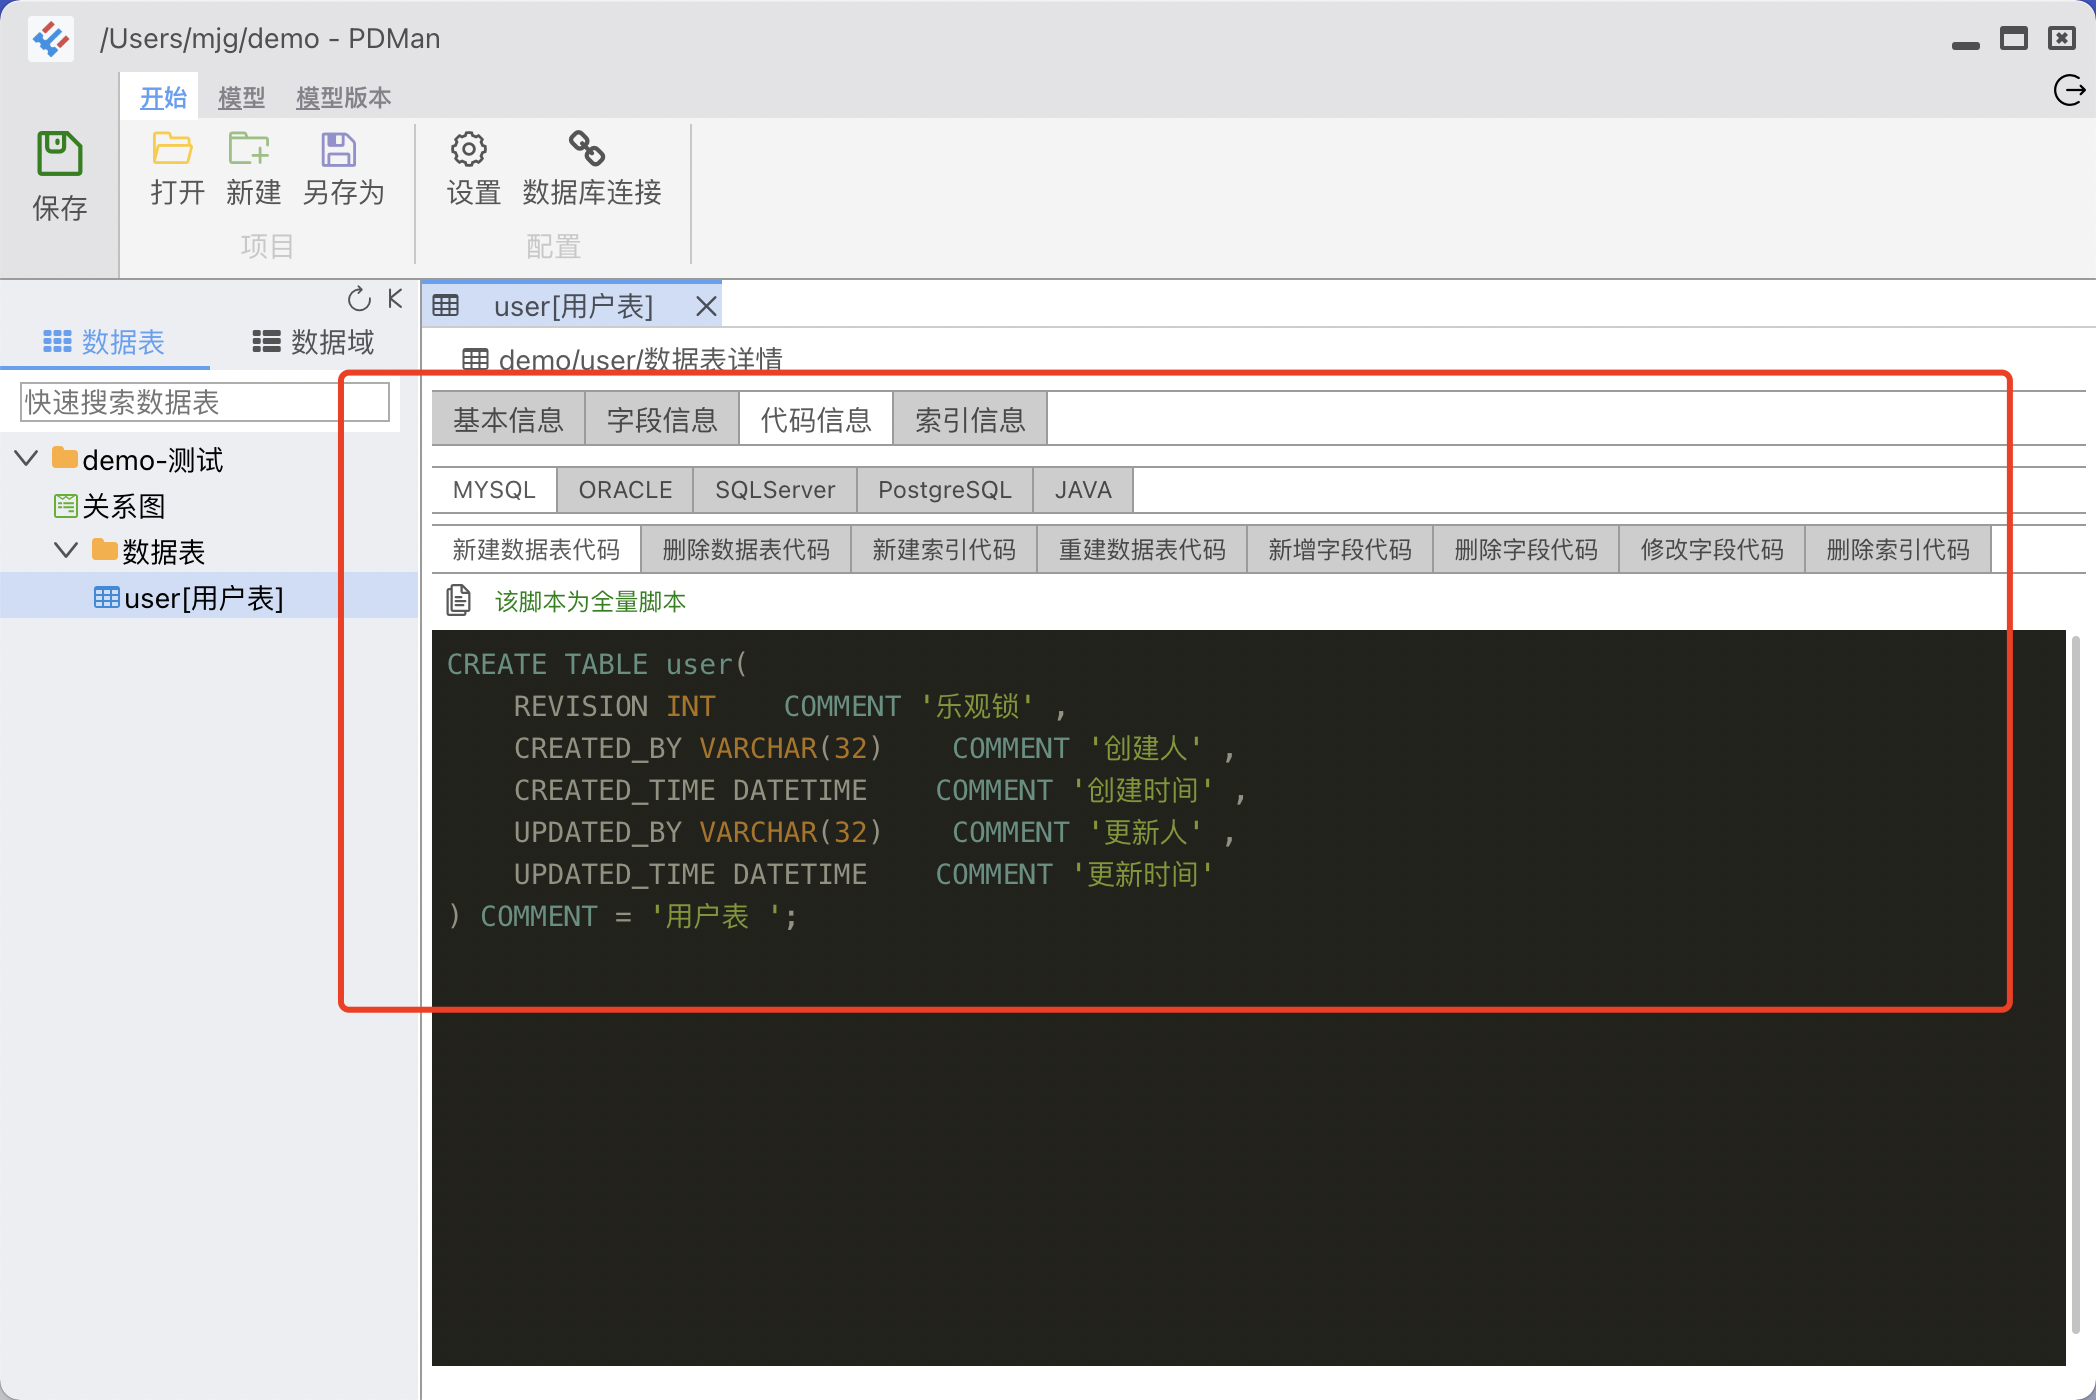 /Users/mjg/demo - PDMan
开始 模型 模型版本
保存
打开 新建 另存为
项目
设置 数据库连接
配置
数据表 数据域
快速搜索数据表
demo-测试
关系图
数据表
user[用户表]
user[用户表]
demo/user/数据表详情
基本信息 字段信息 代码信息 索引信息
MYSQL ORACLE SQLServer PostgreSQL JAVA
新建数据表代码 删除数据表代码 新建索引代码 重建数据表代码 新增字段代码 删除字段代码 修改字段代码 删除索引代码
该脚本为全量脚本
CREATE TABLE user(
    REVISION INT    COMMENT '乐观锁' ,
    CREATED_BY VARCHAR(32)    COMMENT '创建人' ,
    CREATED_TIME DATETIME    COMMENT '创建时间' ,
    UPDATED_BY VARCHAR(32)    COMMENT '更新人' ,
    UPDATED_TIME DATETIME    COMMENT '更新时间'
) COMMENT = '用户表 ';